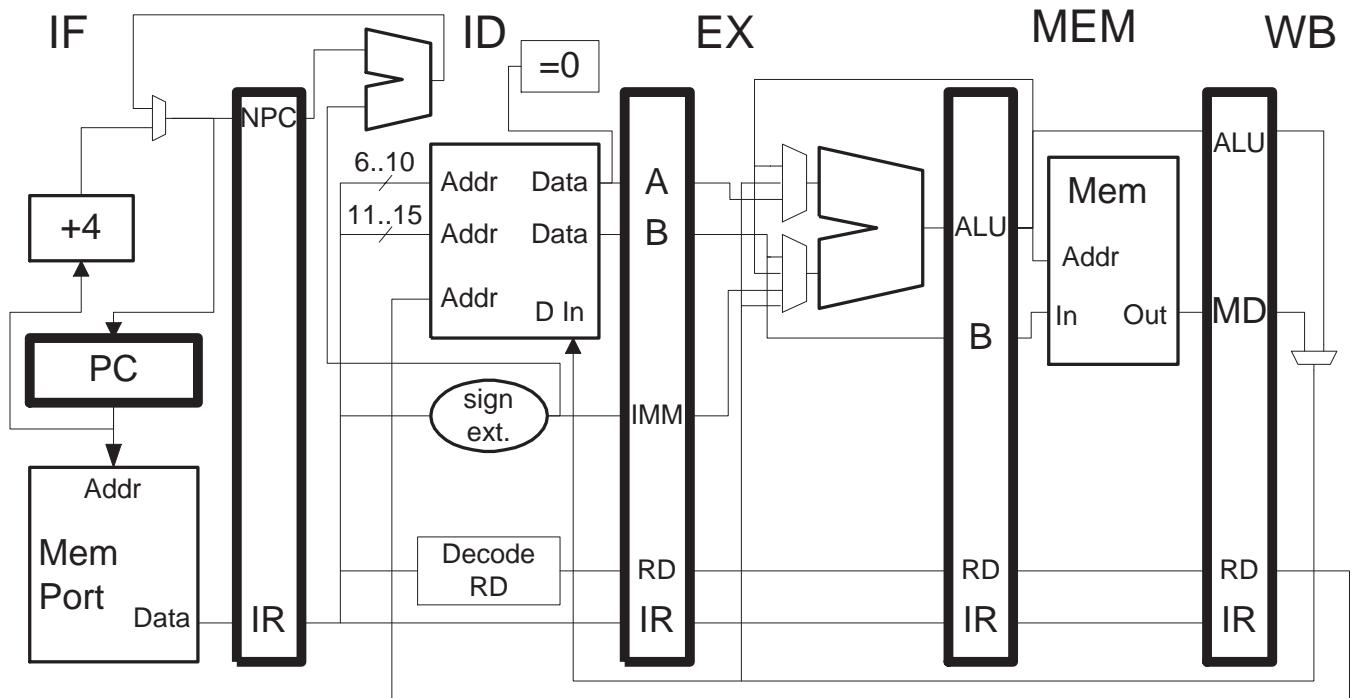 IF
ID
EX
MEM
WB
=0
NPC
+4
PC
Addr
Mem
Port
Data
IR
6..10
11..15
Addr
Data
Addr
Data
Addr
D In
sign
ext.
Decode
RD
A
B
IMM
RD
IR
ALU
B
RD
IR
Mem
Addr
In
Out
ALU
MD
RD
IR